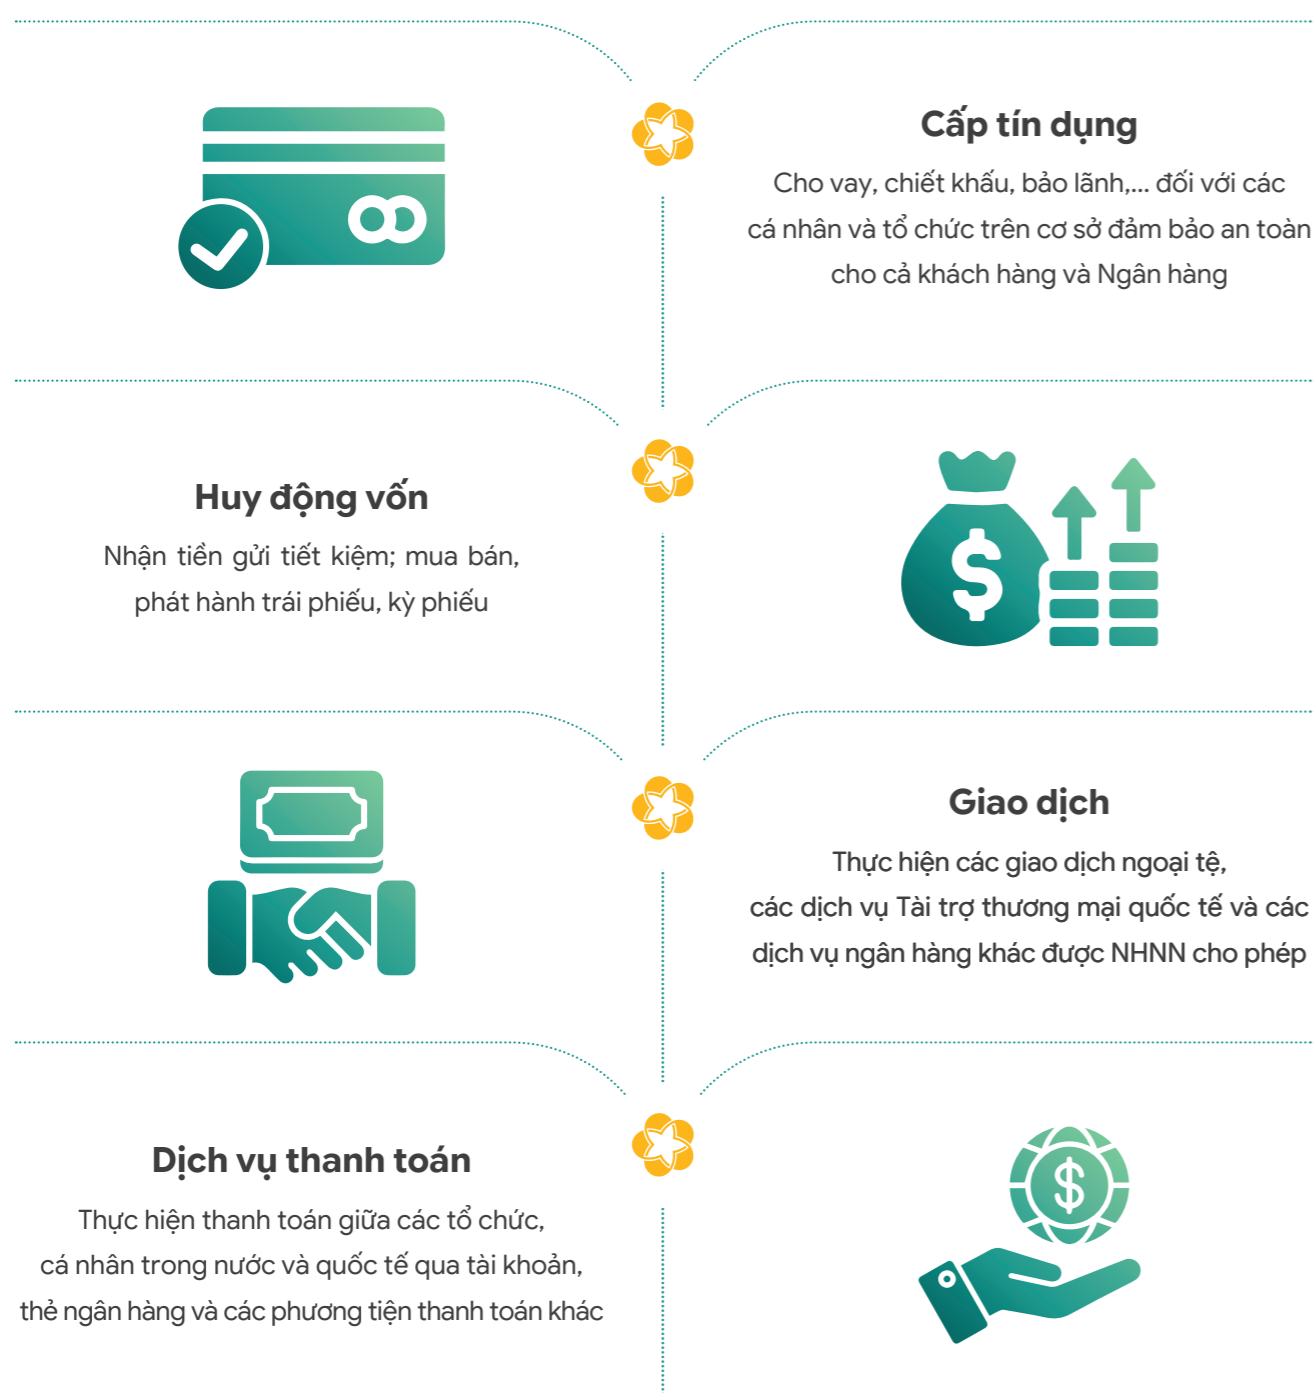 Cấp tín dụng
Cho vay, chiết khấu, bảo lãnh,... đối với các
cá nhân và tổ chức trên cơ sở đảm bảo an toàn
cho cả khách hàng và Ngân hàng
Huy động vốn
Nhận tiền gửi tiết kiệm; mua bán,
phát hành trái phiếu, kỳ phiếu
Giao dịch
Thực hiện các giao dịch ngoại tệ,
các dịch vụ Tài trợ thương mại quốc tế và các
dịch vụ ngân hàng khác được NHNN cho phép
Dịch vụ thanh toán
Thực hiện thanh toán giữa các tổ chức,
cá nhân trong nước và quốc tế qua tài khoản,
thẻ ngân hàng và các phương tiện thanh toán khác